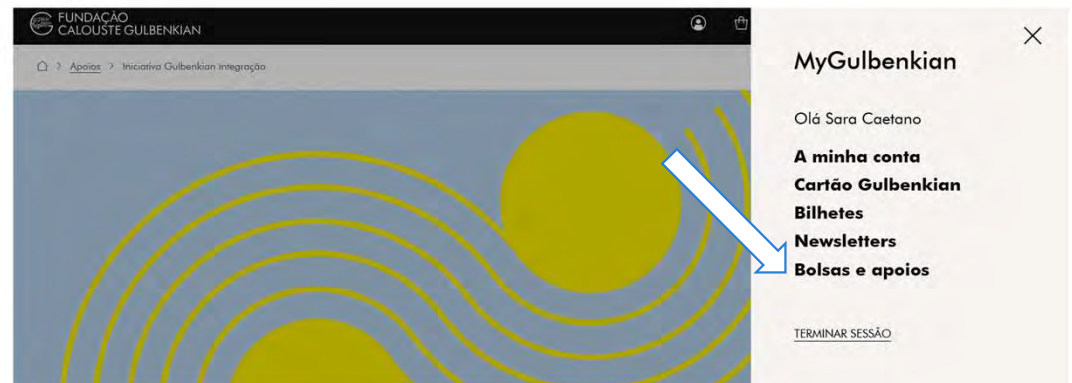 FUNDAÇÃO
CALOUSTE GULBENKIAN
Apoios > Iniciativa Gulbenkian Integração
MyGulbenkian
Olá Sara Caetano
A minha conta
Cartão Gulbenkian
Bilhetes
Newsletters
Bolsas e apoios
TERMINAR SESSÃO